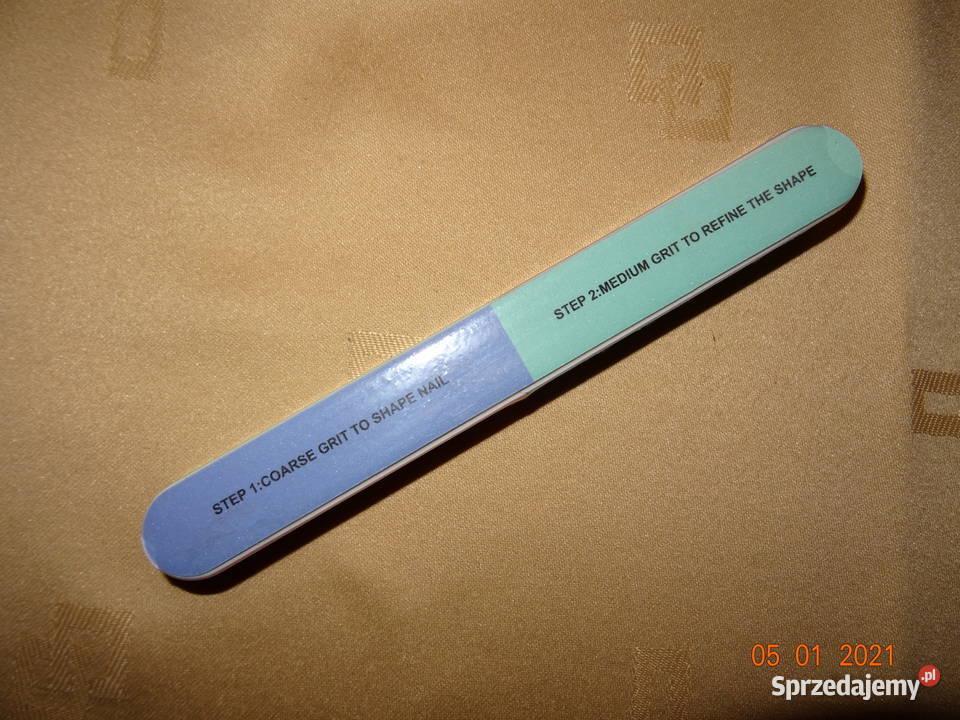 STEP 1:COARSE GRIT TO SHAPE NAIL
STEP 2:MEDIUM GRIT TO REFINE THE SHAPE
05 01 2021
Sprzedajemy.pl